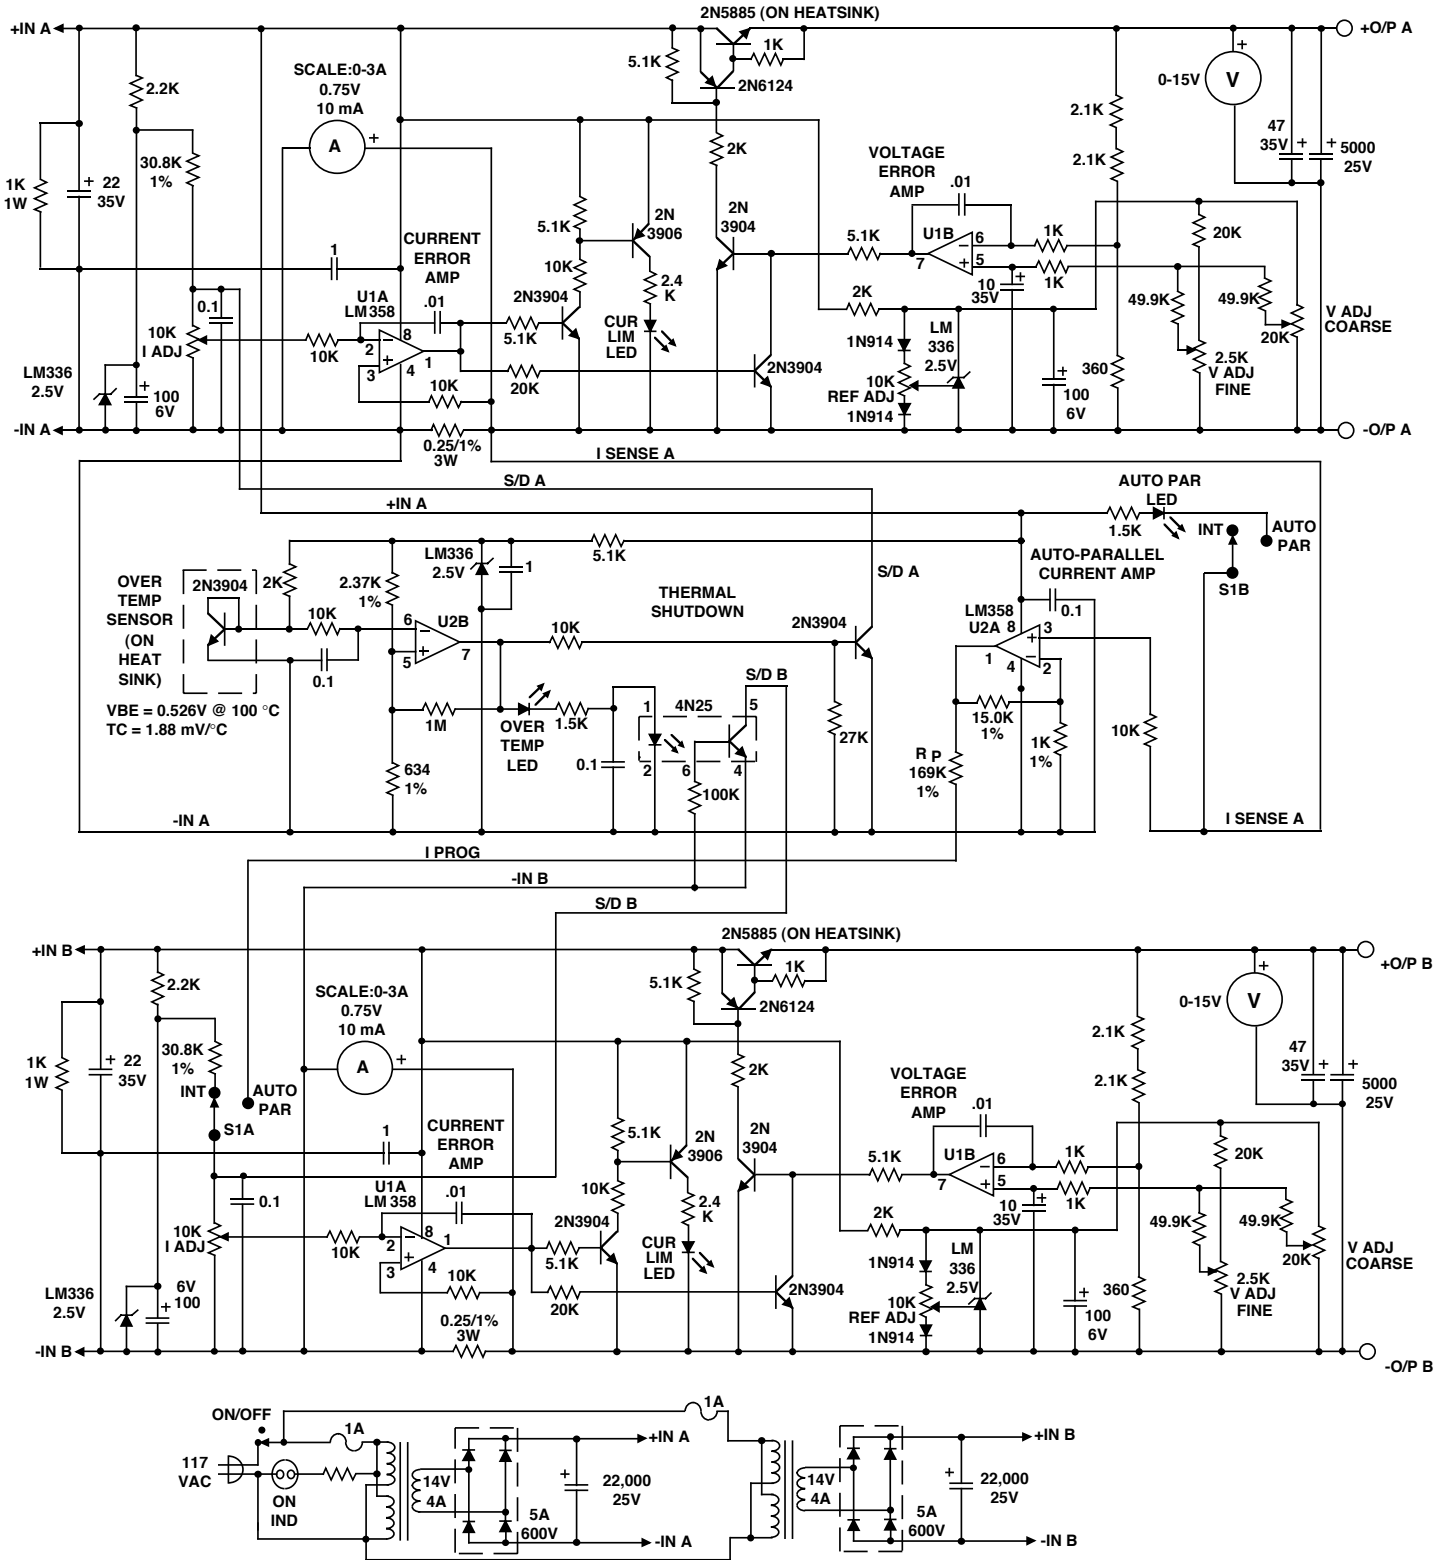 2N5885 (ON HEATSINK)
+IN A
+O/P A
1K
5.1K
2N6124
SCALE:0-3A
0.75V
10 mA
A
+
2.2K
0-15V
V
+
2.1K
2.1K
47
35V
+
+
5000
25V
30.8K
1%
2K
VOLTAGE
ERROR
AMP
.01
1K
1W
+
22
35V
5.1K
2N
3906
2N
3904
5.1K
U1B
7
6
5
−
+
1K
1K
20K
1
CURRENT
ERROR
AMP
10K
2.4
K
10
35V
+
49.9K
49.9K
V ADJ
COARSE
20K
0.1
U1A
LM358
.01
2N3904
2K
10K
I ADJ
10K
8
2
−
+
3
4
1
5.1K
CUR
LIM
LED
1N914
LM
336
2.5V
2.5K
V ADJ
FINE
LM336
2.5V
+
100
6V
10K
20K
2N3904
10K
REF ADJ
1N914
+
100
6V
360
-IN A
0.25/1%
3W
-O/P A
I SENSE A
S/D A
AUTO PAR
LED
+IN A
1.5K
INT
AUTO
PAR
S1B
LM336
2.5V
1
5.1K
AUTO-PARALLEL
CURRENT AMP
OVER
TEMP
SENSOR
(ON
HEAT
SINK)
2N3904
2K
2.37K
1%
THERMAL
SHUTDOWN
S/D A
LM358
U2A
0.1
10K
6
−
+
5
U2B
7
10K
2N3904
8
3
+
−
2
1
4
0.1
VBE = 0.526V @ 100 °C
TC = 1.88 mV/°C
1M
OVER
TEMP
LED
1.5K
S/D B
1
4N25
5
2
6
4
27K
15.0K
1%
1K
1%
10K
634
1%
0.1
100K
R P
169K
1%
-IN A
I SENSE A
I PROG
-IN B
S/D B
2N5885 (ON HEATSINK)
+IN B
+O/P B
1K
5.1K
2N6124
2.2K
SCALE:0-3A
0.75V
10 mA
A
+
0-15V
V
+
2.1K
2.1K
47
35V
+
+
5000
25V
30.8K
1%
1K
1W
+
22
35V
INT
AUTO
PAR
S1A
2K
VOLTAGE
ERROR
AMP
.01
1
CURRENT
ERROR
AMP
5.1K
2N
3906
2N
3904
5.1K
U1B
7
6
5
−
+
1K
1K
20K
0.1
U1A
LM358
.01
10K
2.4
K
10
35V
+
49.9K
49.9K
V ADJ
COARSE
20K
2N3904
2K
10K
I ADJ
10K
8
2
−
+
3
4
1
5.1K
CUR
LIM
LED
1N914
LM
336
2.5V
2.5K
V ADJ
FINE
LM336
2.5V
6V
+
100
10K
20K
2N3904
10K
REF ADJ
1N914
+
100
6V
360
0.25/1%
3W
-IN B
-O/P B
ON/OFF
1A
1A
117
VAC
ON
IND
14V
4A
5A
600V
+
22,000
25V
+IN A
-IN A
14V
4A
5A
600V
+
22,000
25V
+IN B
-IN B